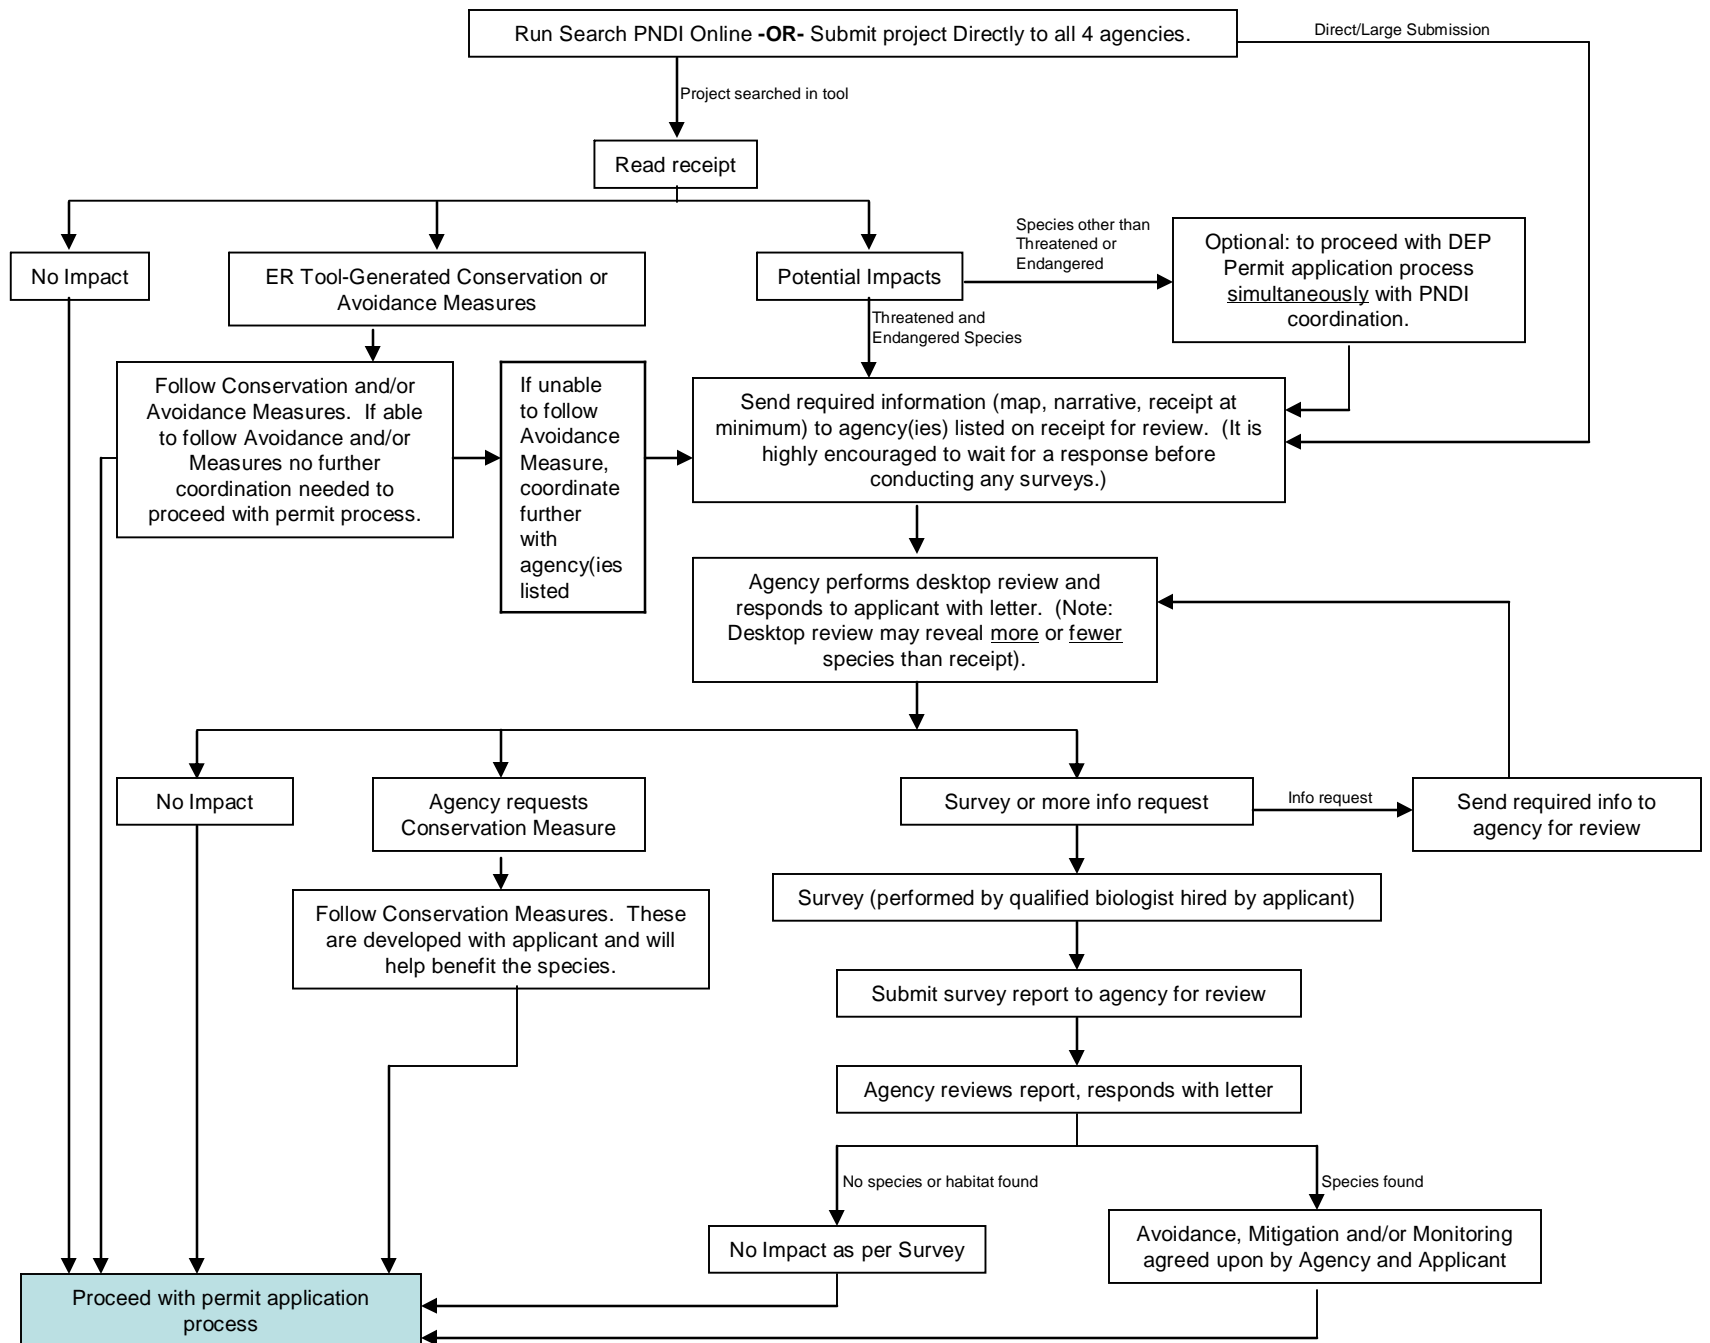 Run Search PNDI Online -OR- Submit project Directly to all 4 agencies.
Direct/Large Submission
Project searched in tool
Read receipt
No Impact
ER Tool-Generated Conservation or
Avoidance Measures
Potential Impacts
Species other than
Threatened or
Endangered
Optional: to proceed with DEP
Permit application process
simultaneously with PNDI
coordination.
Threatened and
Endangered Species
Follow Conservation and/or
Avoidance Measures.  If able
to follow Avoidance and/or
Measures no further
coordination needed to
proceed with permit process.
If unable
to follow
Avoidance
Measure,
coordinate
further
with
agency(ies
listed
Send required information (map, narrative, receipt at
minimum) to agency(ies) listed on receipt for review.  (It is
highly encouraged to wait for a response before
conducting any surveys.)
Agency performs desktop review and
responds to applicant with letter.  (Note:
Desktop review may reveal more or fewer
species than receipt).
No Impact
Agency requests
Conservation Measure
Survey or more info request
Info request
Send required info to
agency for review
Follow Conservation Measures.  These
are developed with applicant and will
help benefit the species.
Survey (performed by qualified biologist hired by applicant)
Submit survey report to agency for review
Agency reviews report, responds with letter
No species or habitat found
Species found
No Impact as per Survey
Avoidance, Mitigation and/or Monitoring
agreed upon by Agency and Applicant
Proceed with permit application
process